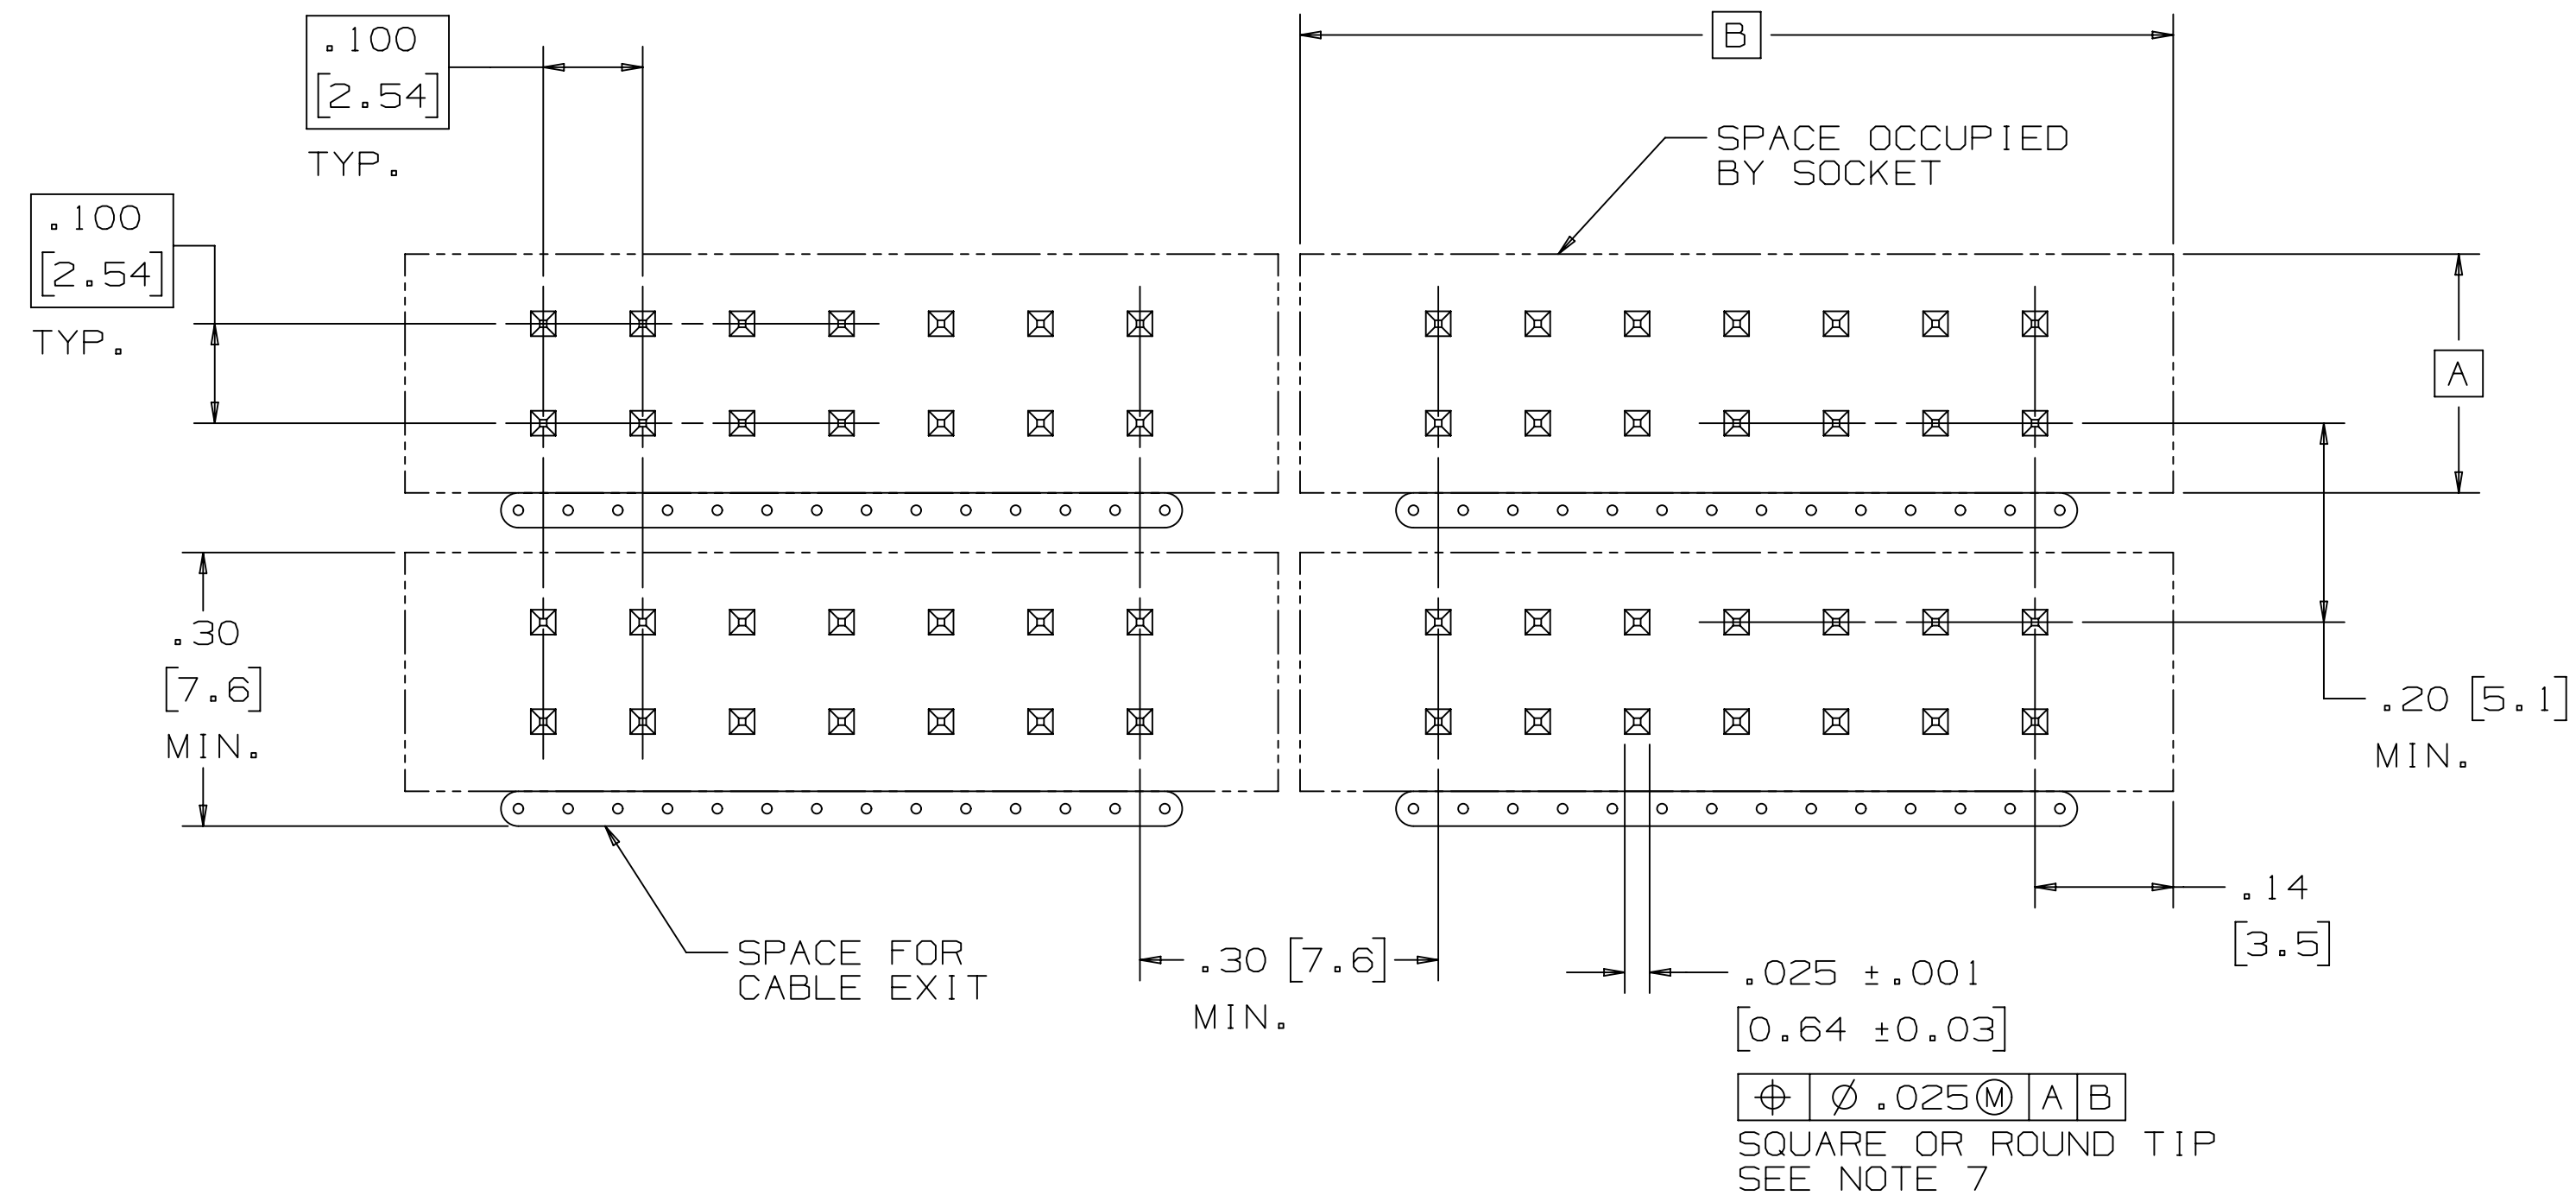 .100
[2.54]
TYP.
.100
[2.54]
TYP.
B
SPACE OCCUPIED
BY SOCKET
A
.30
[7.6]
MIN.
.20 [5.1]
MIN.
.14
[3.5]
SPACE FOR
CABLE EXIT
.30 [7.6]
MIN.
.025 ±.001
[0.64 ±0.03]
⌖ ⌀ .025 Ⓜ A B
SQUARE OR ROUND TIP
SEE NOTE 7